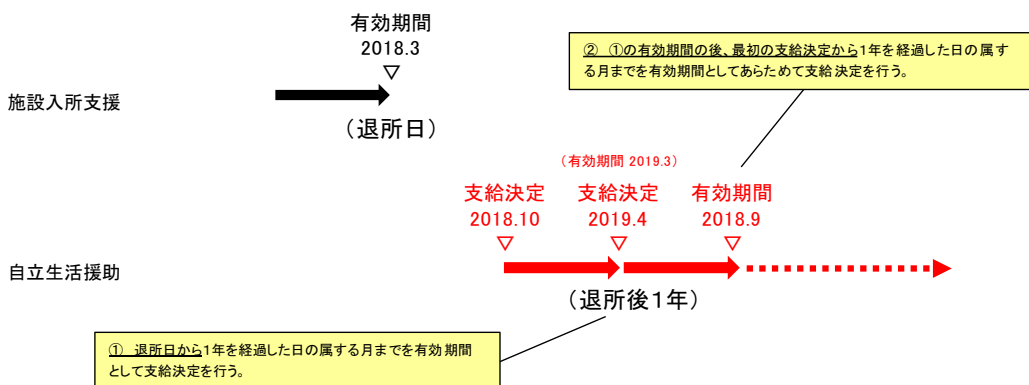 有効期間
2018.3
▽
② ①の有効期間の後、最初の支給決定から1年を経過した日の属す
る月までを有効期間としてあらためて支給決定を行う。
施設入所支援
（退所日）
（有効期間 2019.3）
支給決定 支給決定 有効期間
2018.10 2019.4 2018.9
▽ ▽ ▽
自立生活援助
（退所後1年）
① 退所日から1年を経過した日の属する月までを有効期間
として支給決定を行う。